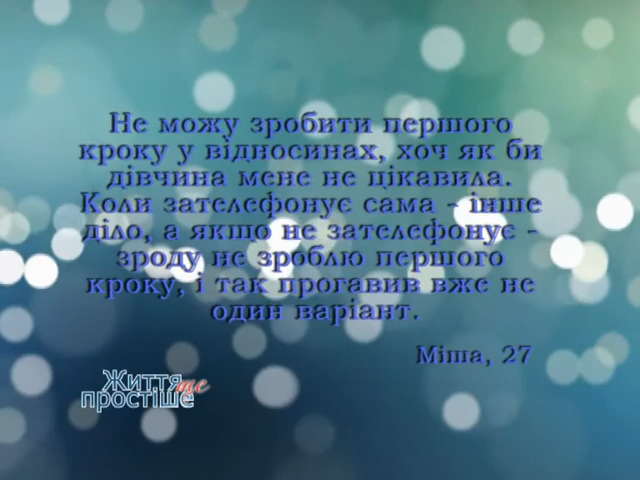 Не можу зробити першого
кроку у відносинах, хоч як би
дівчина мене не цікавила.
Коли зателефонує сама - інше
діло, а якщо не зателефонує -
зроду не зроблю першого
кроку, і так прогавив вже не
один варіант.
Міша, 27
Життя ще
простіше